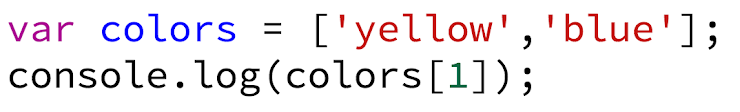 var colors = ['yellow','blue'];
console.log(colors[1]);